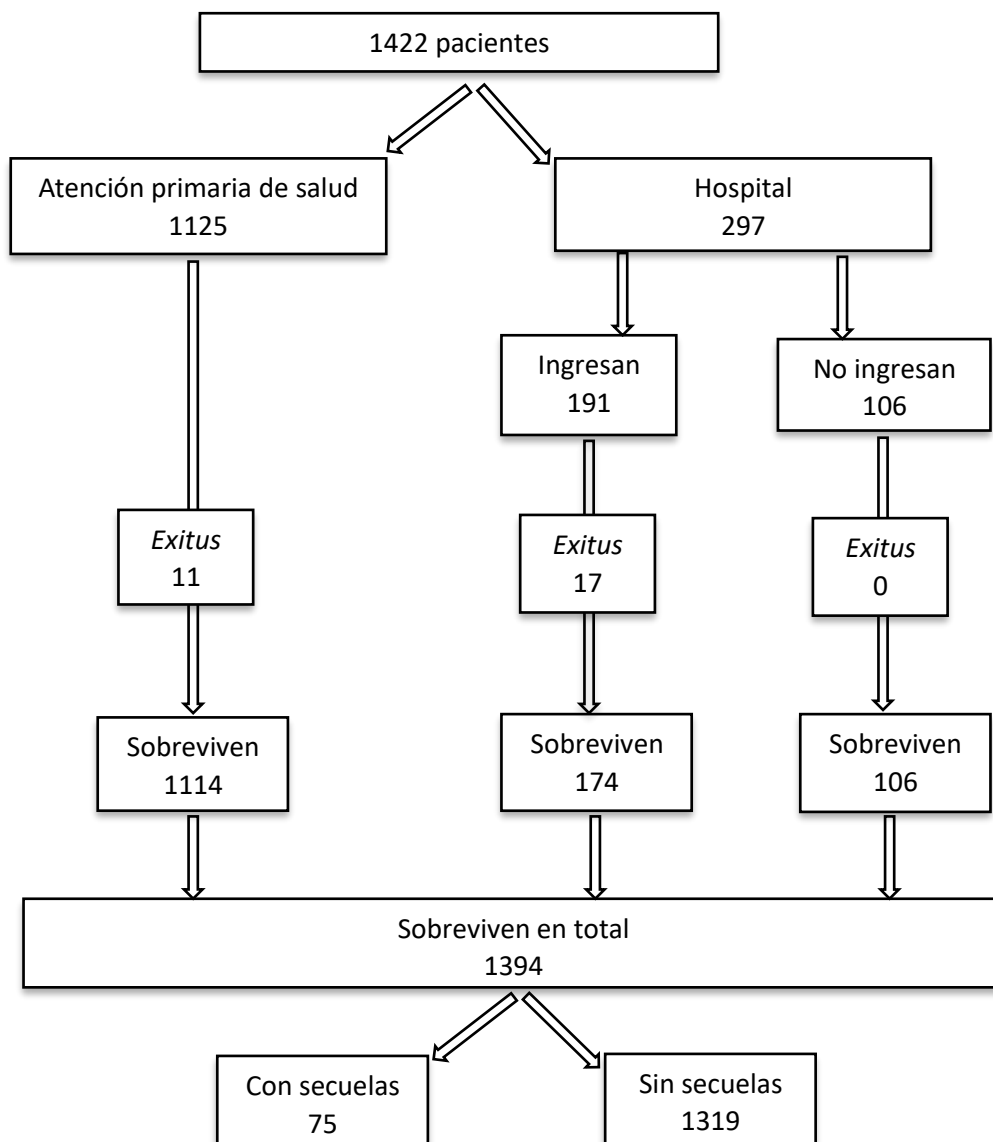 1422 pacientes
Atención primaria de salud
1125
Hospital
297
Ingresan
191
No ingresan
106
Exitus
11
Exitus
17
Exitus
0
Sobreviven
1114
Sobreviven
174
Sobreviven
106
Sobreviven en total
1394
Con secuelas
75
Sin secuelas
1319